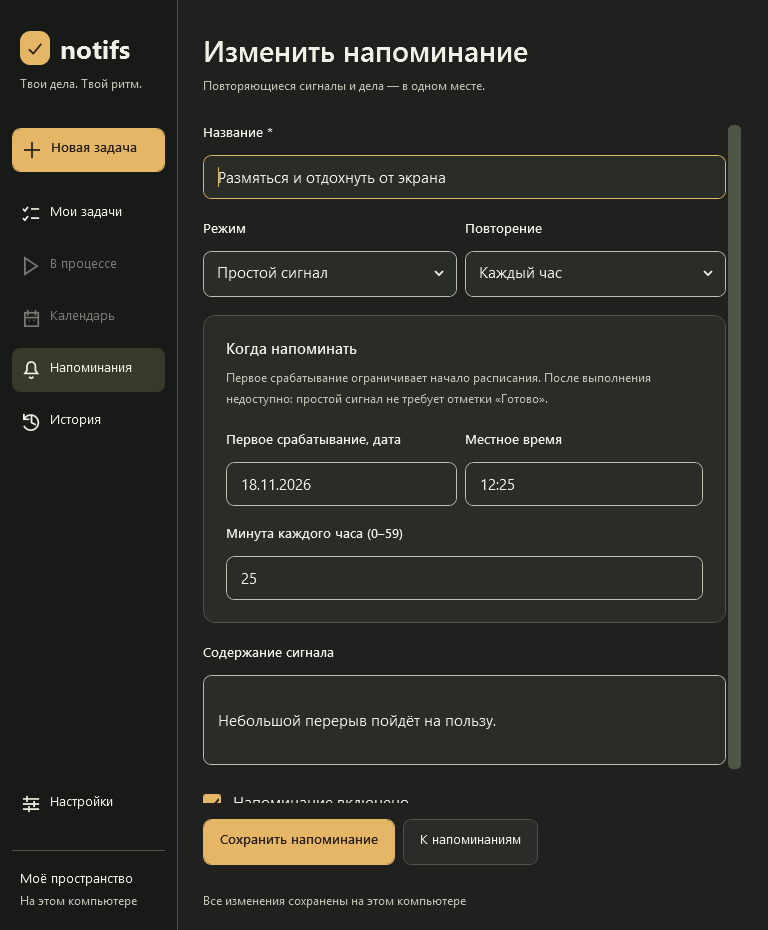 notifs
Твои дела. Твой ритм.
Новая задача
Мои задачи
В процессе
Календарь
Напоминания
История
Настройки
Моё пространство
На этом компьютере
Изменить напоминание
Повторяющиеся сигналы и дела — в одном месте.
Название *
Размяться и отдохнуть от экрана
Режим
Повторение
Простой сигнал
Каждый час
Когда напоминать
Первое срабатывание ограничивает начало расписания. После выполнения
недоступно: простой сигнал не требует отметки «Готово».
Первое срабатывание, дата
Местное время
18.11.2026
12:25
Минута каждого часа (0–59)
25
Содержание сигнала
Небольшой перерыв пойдёт на пользу.
Напоминание включено
Сохранить напоминание
К напоминаниям
Все изменения сохранены на этом компьютере